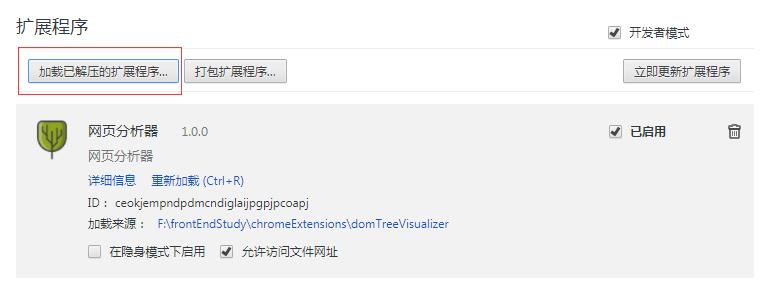 扩展程序
开发者模式
加载已解压的扩展程序... 打包扩展程序... 立即更新扩展程序
网页分析器 1.0.0 已启用
网页分析器
详细信息 重新加载 (Ctrl+R)
ID： ceokjempndpdmcndiglaijpgpjpcoapj
加载来源： F:\frontEndStudy\chromeExtensions\domTreeVisualizer
在隐身模式下启用 允许访问文件网址